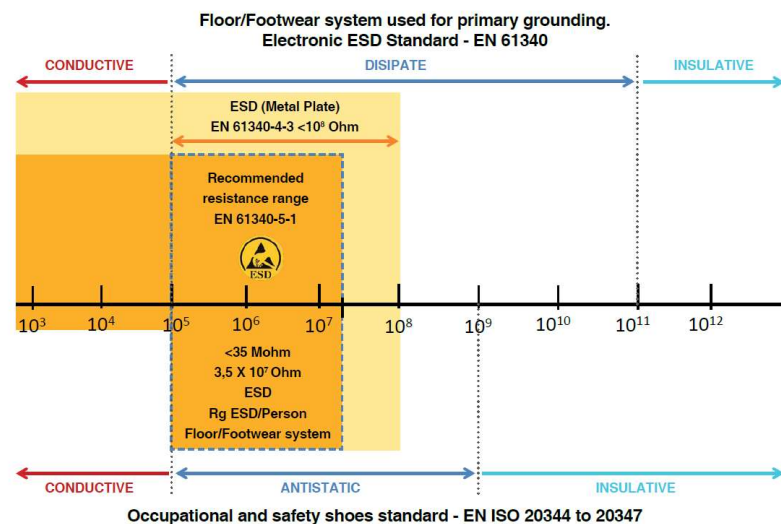 Floor/Footwear system used for primary grounding.
Electronic ESD Standard - EN 61340
CONDUCTIVE DISIPATE INSULATIVE
ESD (Metal Plate)
EN 61340-4-3 <10⁸ Ohm
Recommended
resistance range
EN 61340-5-1
ESD
10³ 10⁴ 10⁵ 10⁶ 10⁷ 10⁸ 10⁹ 10¹⁰ 10¹¹ 10¹²
<35 Mohm
3,5 X 10⁷ Ohm
ESD
Rg ESD/Person
Floor/Footwear system
CONDUCTIVE ANTISTATIC INSULATIVE
Occupational and safety shoes standard - EN ISO 20344 to 20347